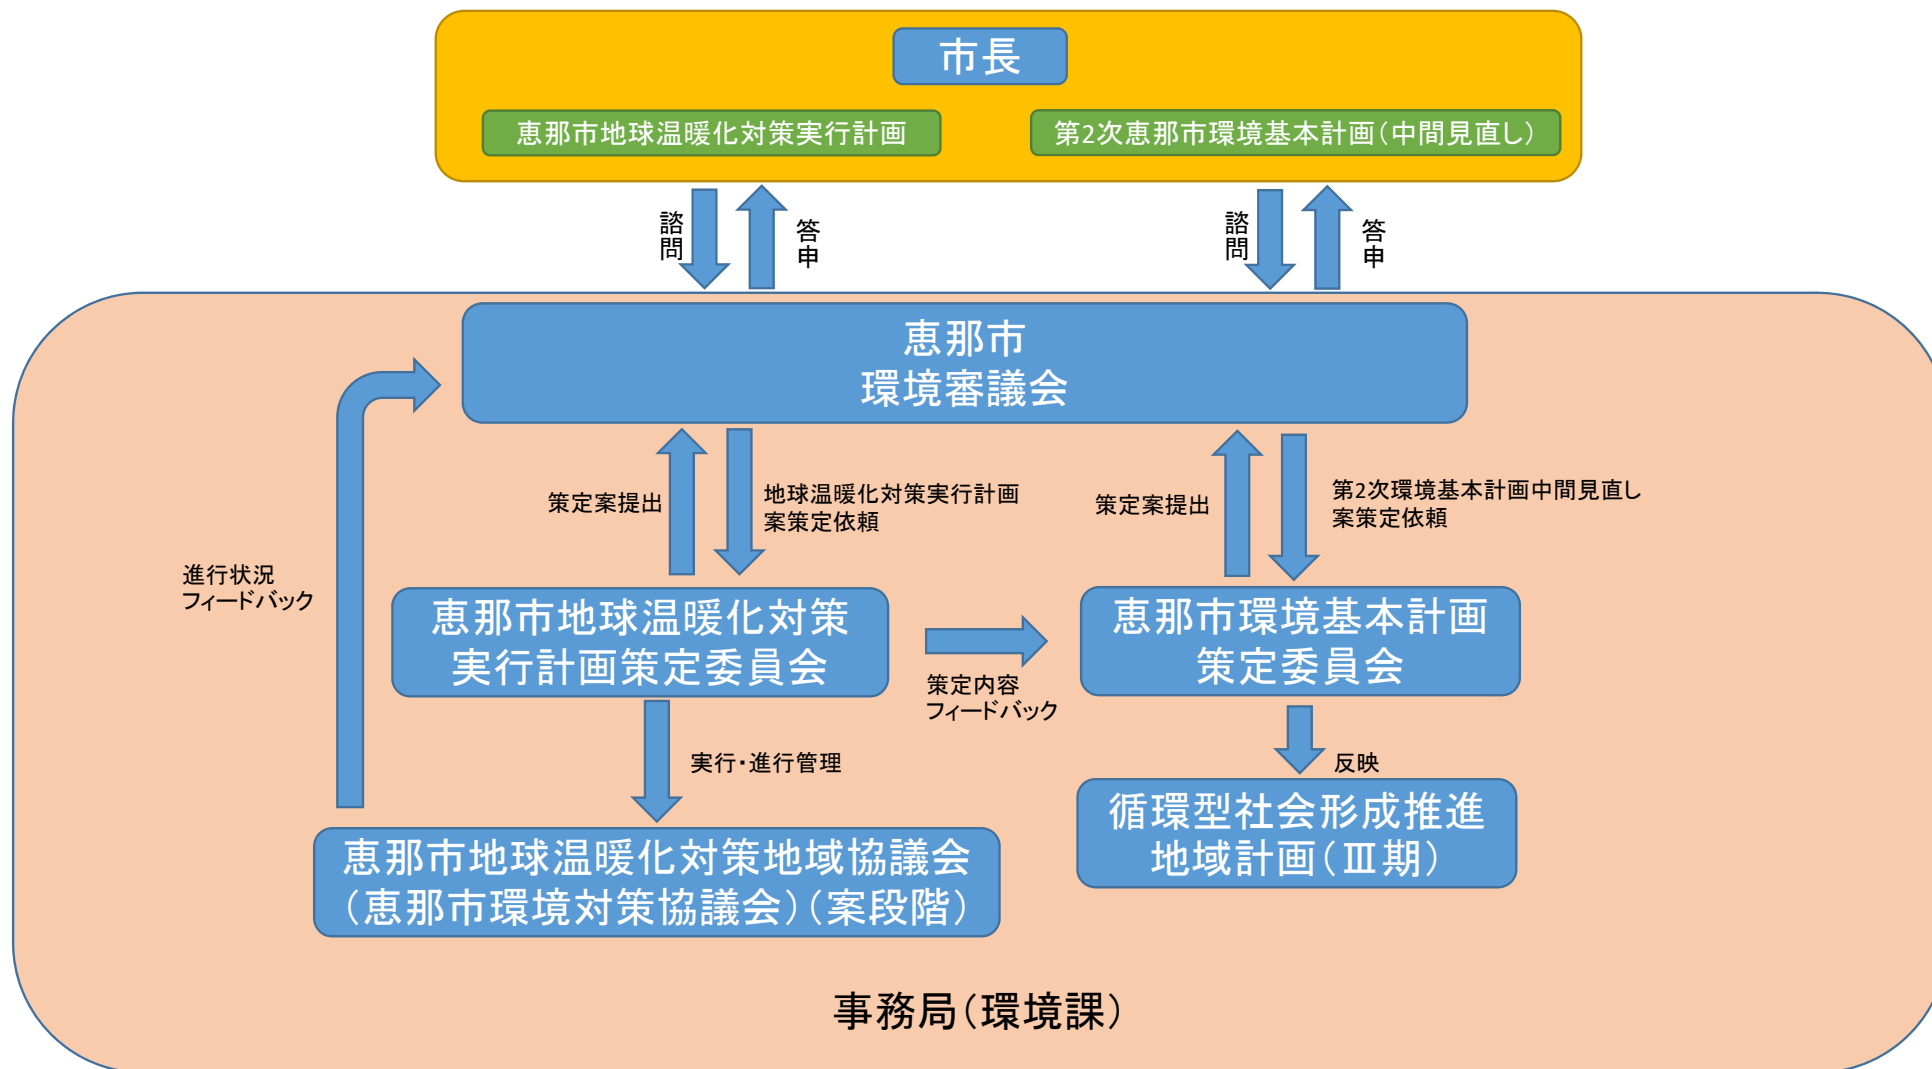 市長
恵那市地球温暖化対策実行計画
第2次恵那市環境基本計画（中間見直し）
諮問
答申
諮問
答申
恵那市
環境審議会
策定案提出
地球温暖化対策実行計画
案策定依頼
策定案提出
第2次環境基本計画中間見直し
案策定依頼
進行状況
フィードバック
恵那市地球温暖化対策
実行計画策定委員会
策定内容
フィードバック
恵那市環境基本計画
策定委員会
実行・進行管理
反映
恵那市地球温暖化対策地域協議会
（恵那市環境対策協議会）（案段階）
循環型社会形成推進
地域計画（Ⅲ期）
事務局（環境課）